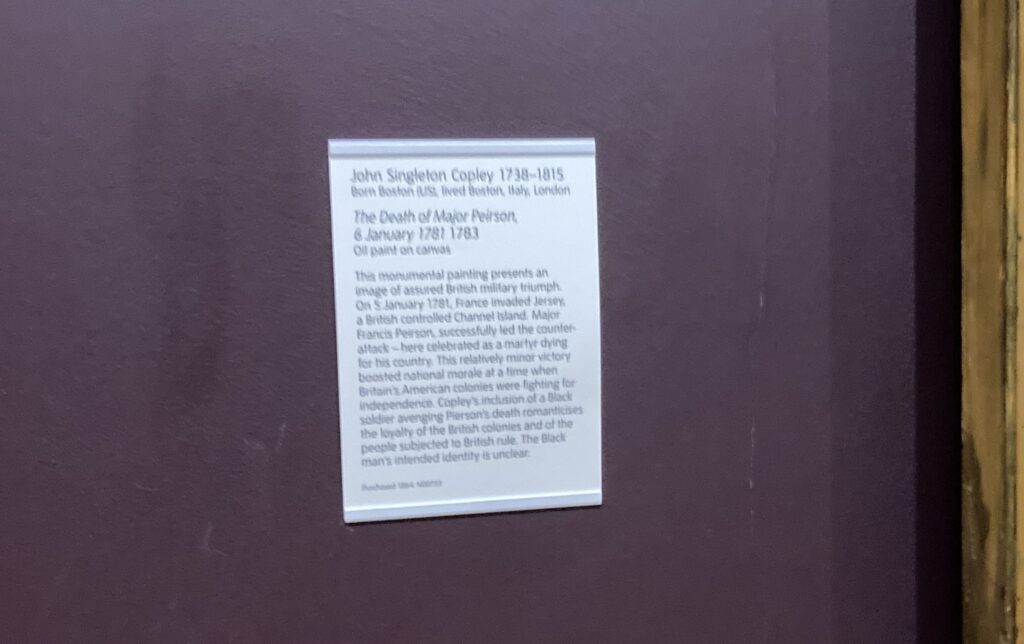 John Singleton Copley 1738–1815
Born Boston (US), lived Boston, Italy, London
The Death of Major Peirson,
6 January 1781 1783
Oil paint on canvas
This monumental painting presents an
image of assured British military triumph.
On 5 January 1781, France invaded Jersey,
a British controlled Channel Island. Major
Francis Peirson, successfully led the counter-
attack – here celebrated as a martyr dying
for his country. This relatively minor victory
boosted national morale at a time when
Britain's American colonies were fighting for
independence. Copley's inclusion of a Black
soldier avenging Pierson's death romanticises
the loyalty of the British colonies and of the
people subjected to British rule. The Black
man's intended identity is unclear.
Purchased 1864